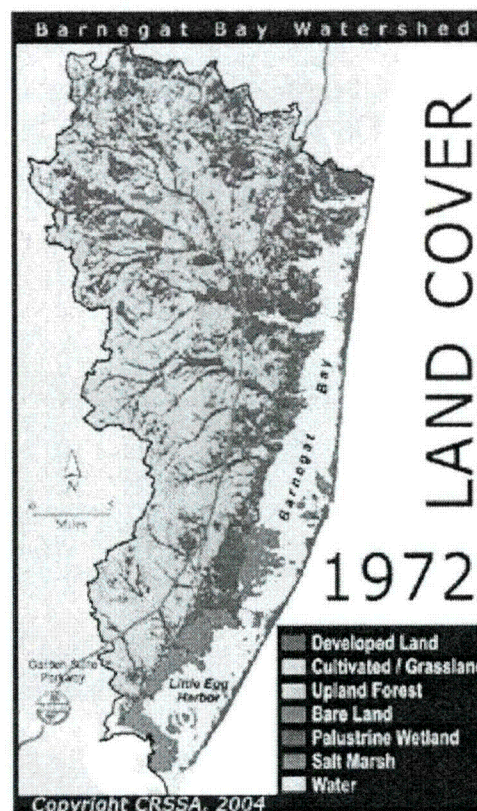 Barnegat Bay Watershed
LAND COVER
Barnegat Bay
N
Miles
1972
Garden State
Parkway
Little Egg
Harbor
Developed Land
Cultivated / Grassland
Upland Forest
Bare Land
Palustrine Wetland
Salt Marsh
Water
Copyright CRSSA, 2004